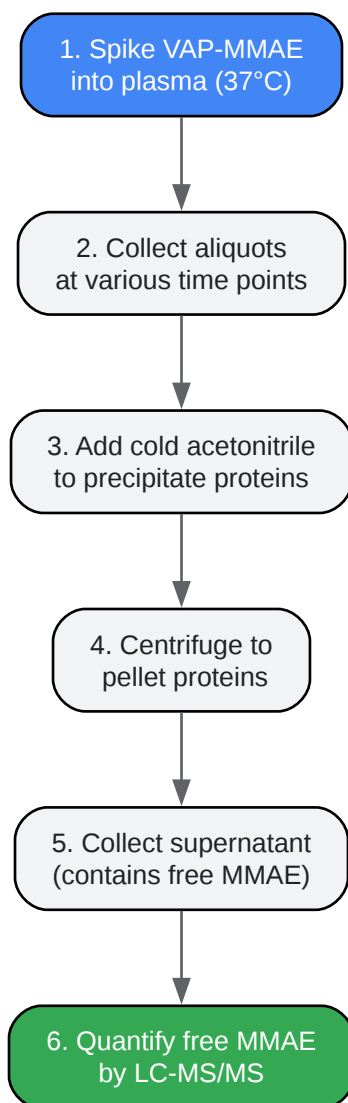 1. Spike VAP-MMAE
into plasma (37°C)
2. Collect aliquots
at various time points
3. Add cold acetonitrile
to precipitate proteins
4. Centrifuge to
pellet proteins
5. Collect supernatant
(contains free MMAE)
6. Quantify free MMAE
by LC-MS/MS